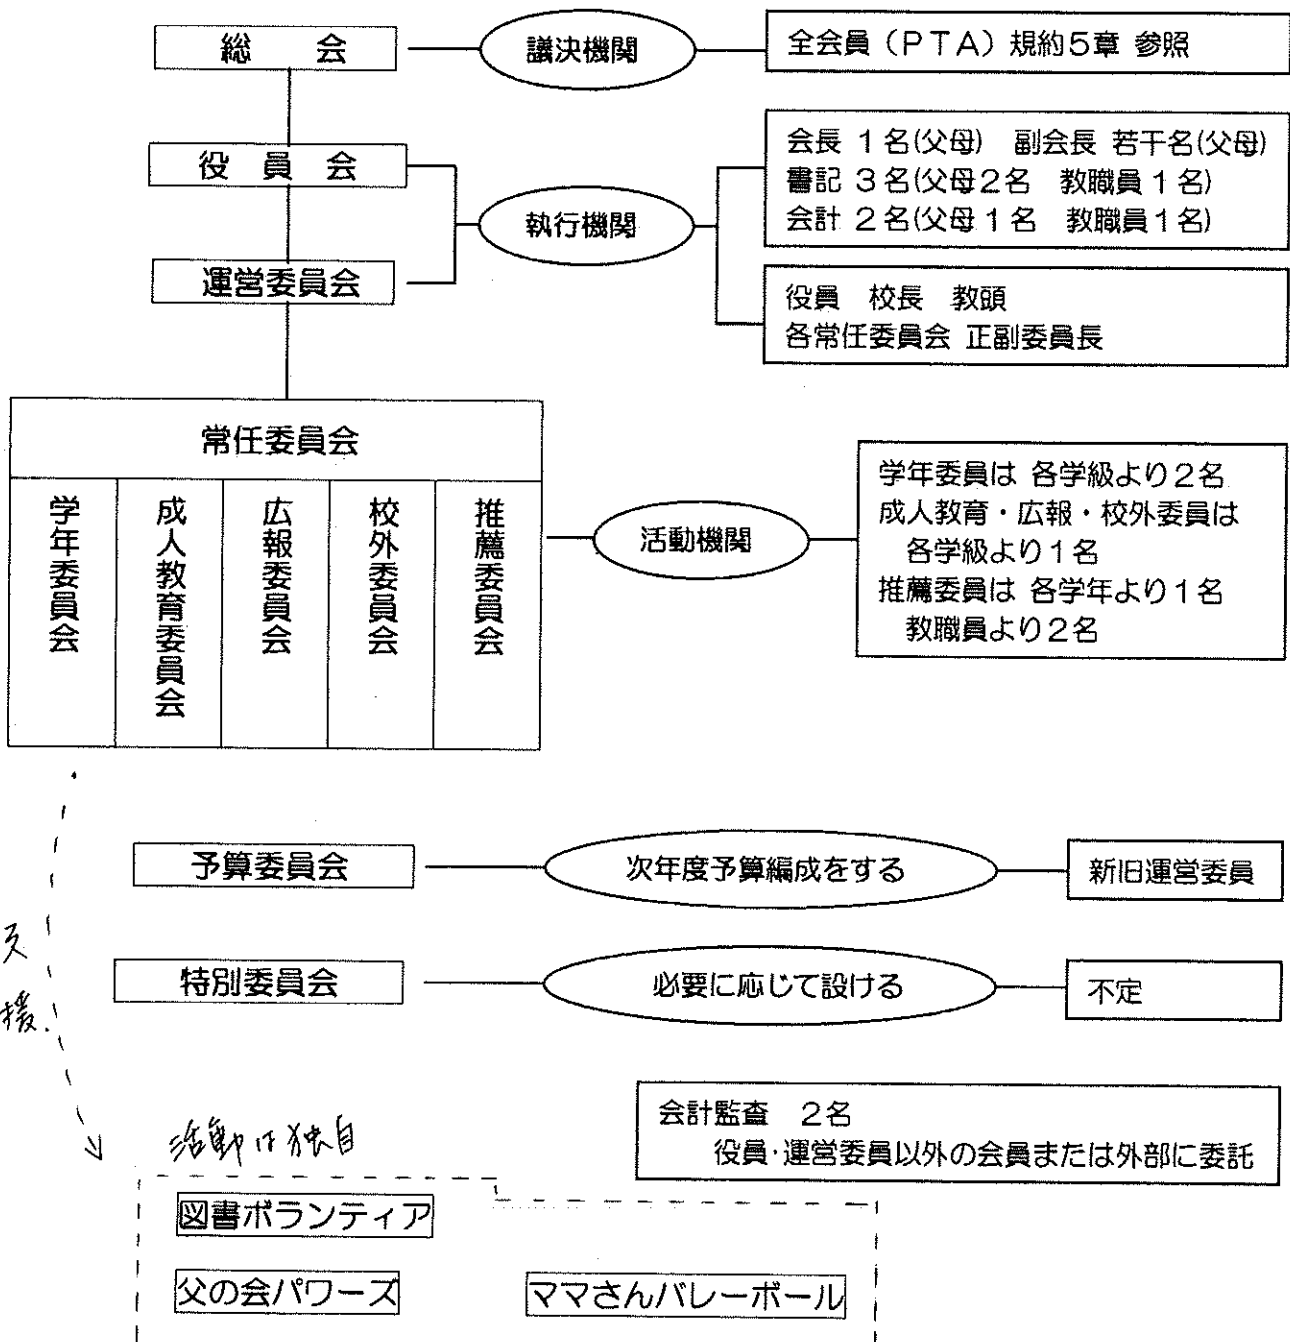 総　会
議決機関
全会員（ＰＴＡ）規約５章 参照
役　員　会
運営委員会
執行機関
会長 １名(父母)　副会長 若干名(父母)
書記 ３名(父母２名　教職員１名)
会計 ２名(父母１名　教職員１名)
役員　校長　教頭
各常任委員会 正副委員長
常任委員会
学年委員会
成人教育委員会
広報委員会
校外委員会
推薦委員会
活動機関
学年委員は 各学級より２名
成人教育・広報・校外委員は
各学級より１名
推薦委員は 各学年より１名
教職員より２名
予算委員会
次年度予算編成をする
新旧運営委員
特別委員会
必要に応じて設ける
不定
支援
会計監査　２名
役員･運営委員以外の会員または外部に委託
活動は独自
図書ボランティア
父の会パワーズ
ママさんバレーボール